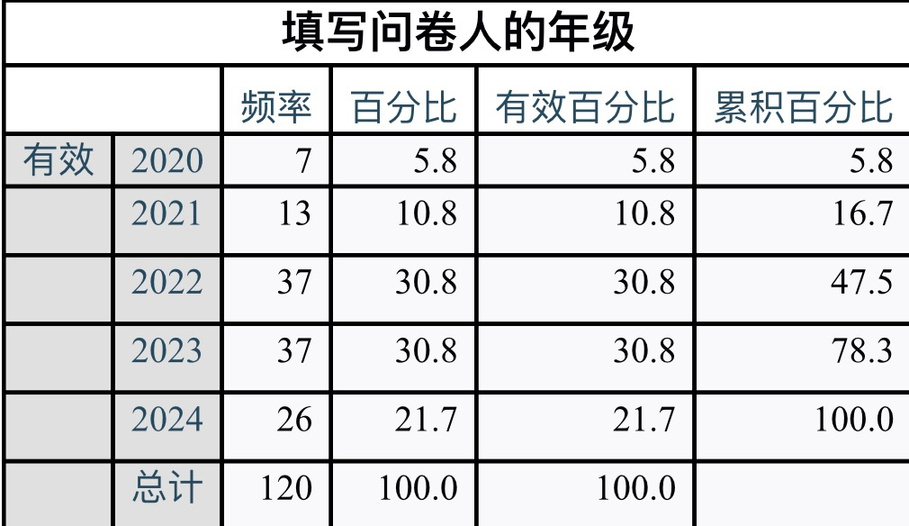 填写问卷人的年级
频率 百分比 有效百分比 累积百分比
有效 2020 7 5.8 5.8 5.8
2021 13 10.8 10.8 16.7
2022 37 30.8 30.8 47.5
2023 37 30.8 30.8 78.3
2024 26 21.7 21.7 100.0
总计 120 100.0 100.0